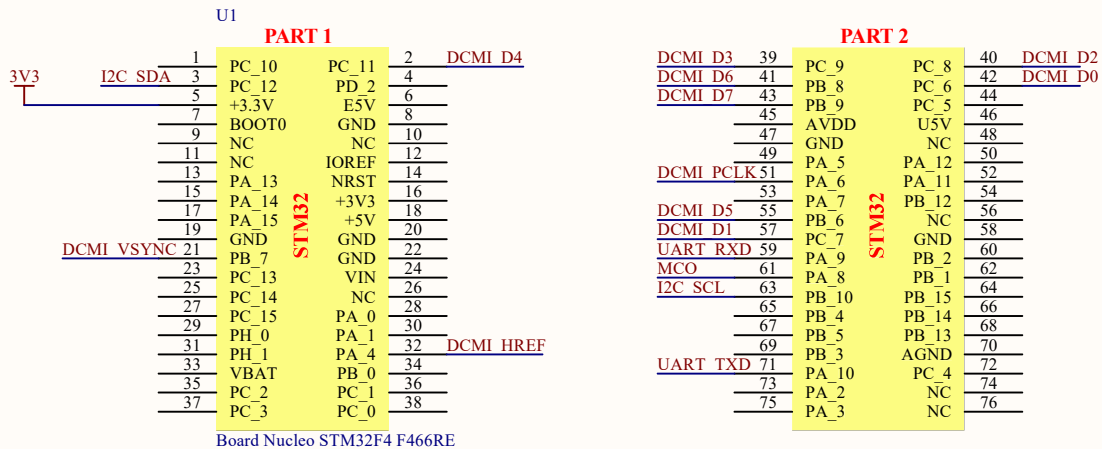 U1
PART 1 PART 2
1 PC_10 PC_11 2 DCMI_D4
3V3 I2C_SDA 3 PC_12 PD_2 4
5 +3.3V E5V 6
7 BOOT0 GND 8
9 NC NC 10
11 NC IOREF 12
13 PA_13 NRST 14
15 PA_14 +3V3 16
17 PA_15 +5V 18
19 GND GND 20
DCMI_VSYNC 21 PB_7 GND 22
23 PC_13 VIN 24
25 PC_14 NC 26
27 PC_15 PA_0 28
29 PH_0 PA_1 30
31 PH_1 PA_4 32 DCMI_HREF
33 VBAT PB_0 34
35 PC_2 PC_1 36
37 PC_3 PC_0 38
STM32
Board Nucleo STM32F4 F466RE
DCMI_D3 39 PC_9 PC_8 40 DCMI_D2
DCMI_D6 41 PB_8 PC_6 42 DCMI_D0
DCMI_D7 43 PB_9 PC_5 44
45 AVDD U5V 46
47 GND NC 48
49 PA_5 PA_12 50
DCMI_PCLK 51 PA_6 PA_11 52
53 PA_7 PB_12 54
DCMI_D5 55 PB_6 NC 56
DCMI_D1 57 PC_7 GND 58
UART_RXD 59 PA_9 PB_2 60
MCO 61 PA_8 PB_1 62
I2C_SCL 63 PB_10 PB_15 64
65 PB_4 PB_14 66
67 PB_5 PB_13 68
69 PB_3 AGND 70
UART_TXD 71 PA_10 PC_4 72
73 PA_2 NC 74
75 PA_3 NC 76
STM32